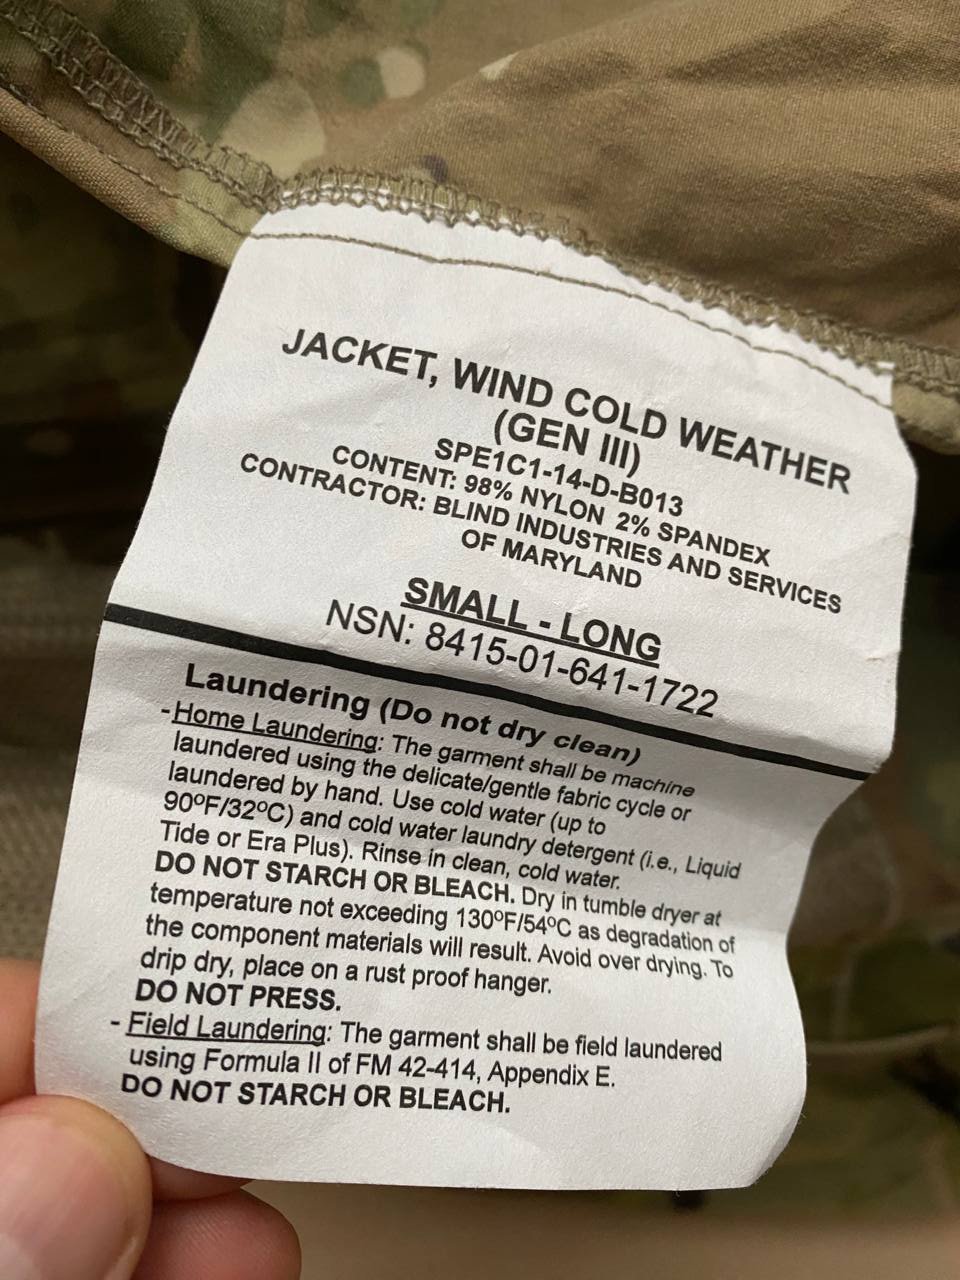 JACKET, WIND COLD WEATHER
(GEN III)
SPE1C1-14-D-B013
CONTENT: 98% NYLON 2% SPANDEX
CONTRACTOR: BLIND INDUSTRIES AND SERVICES
OF MARYLAND
SMALL - LONG
NSN: 8415-01-641-1722
Laundering (Do not dry clean)
-Home Laundering: The garment shall be machine
laundered using the delicate/gentle fabric cycle or
laundered by hand. Use cold water (up to
90ºF/32ºC) and cold water laundry detergent (i.e., Liquid
Tide or Era Plus). Rinse in clean, cold water.
DO NOT STARCH OR BLEACH. Dry in tumble dryer at
temperature not exceeding 130ºF/54ºC as degradation of
the component materials will result. Avoid over drying. To
drip dry, place on a rust proof hanger.
DO NOT PRESS.
- Field Laundering: The garment shall be field laundered
using Formula II of FM 42-414, Appendix E.
DO NOT STARCH OR BLEACH.